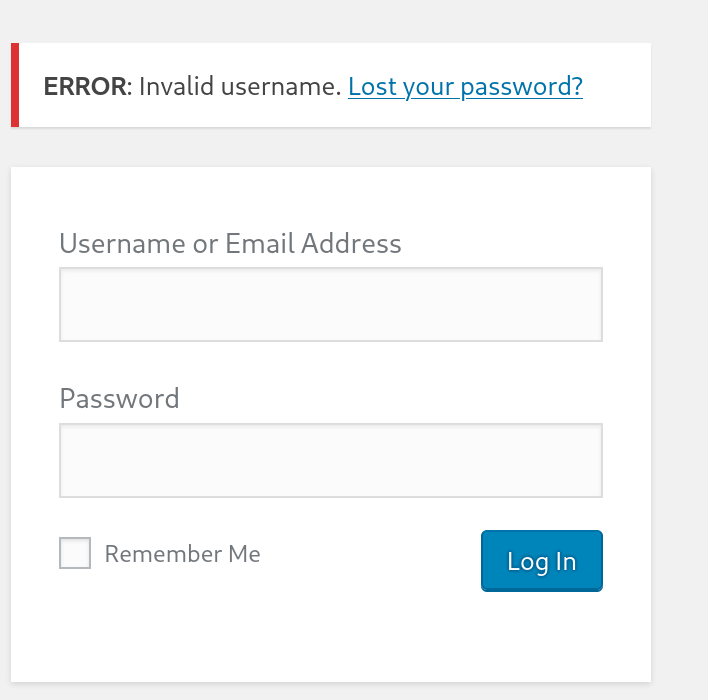 ERROR: Invalid username. Lost your password?
Username or Email Address
Password
Remember Me
Log In